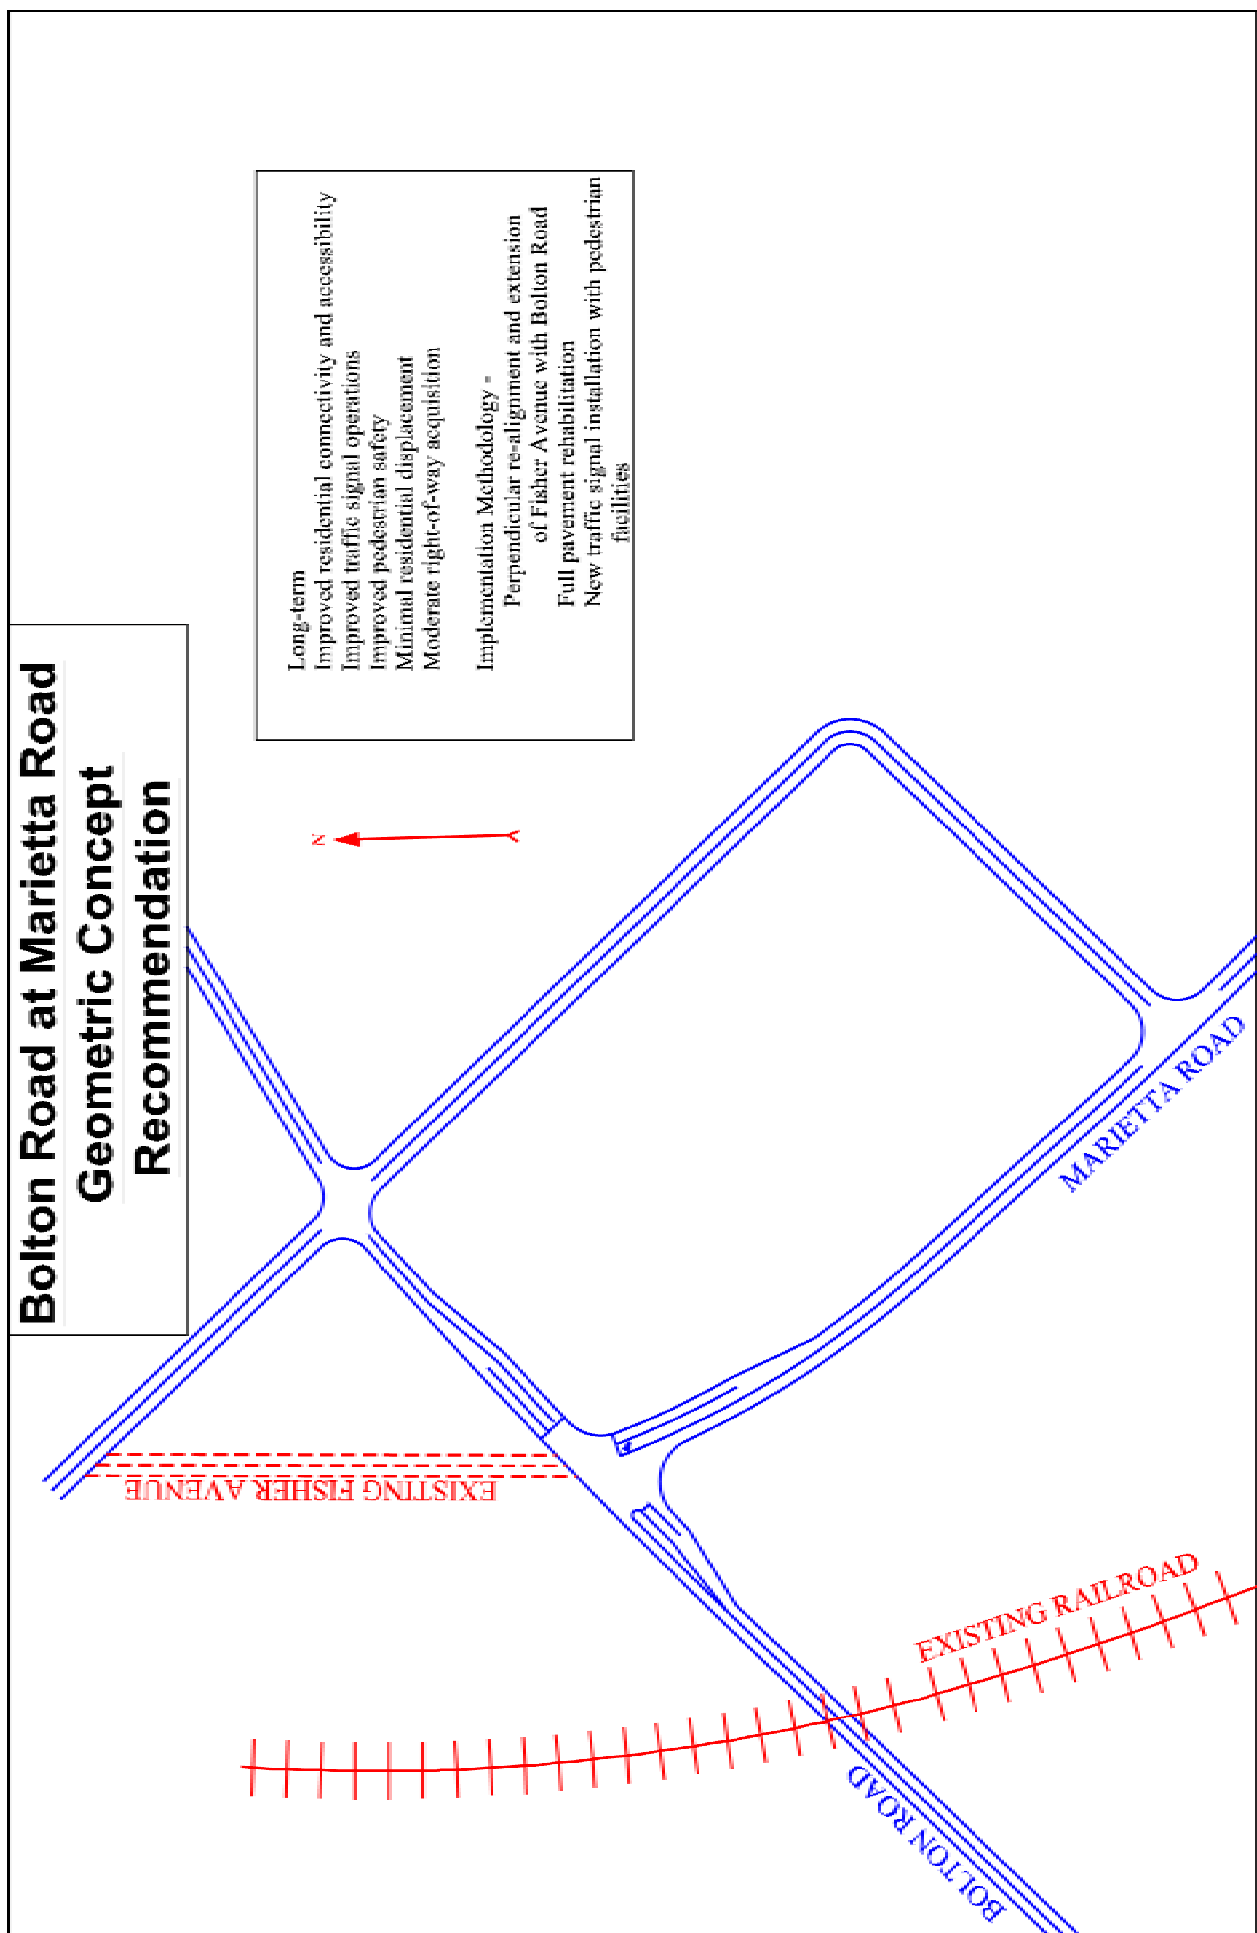 Bolton Road at Marietta Road
Geometric Concept
Recommendation
Long-term
Improved residential connectivity and accessibility
Improved traffic signal operations
Improved pedestrian safety
Minimal residential displacement
Moderate right-of-way acquisition
Implementation Methodology =
Perpendicular re-alignment and extension
of Fisher Avenue with Bolton Road
Full pavement rehabilitation
New traffic signal installation with pedestrian
facilities
N
EXISTING FISHER AVENUE
MARIETTA ROAD
EXISTING RAILROAD
BOLTON ROAD